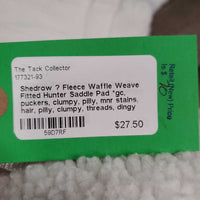 The Tack Collector
177321-93
Shedrow ? Fleece Waffle Weave
Fitted Hunter Saddle Pad *gc,
puckers, clumpy, pilly, mnr stains,
hair, pilly, clumpy, threads, dingy
59D7RF
$27.50
Retail (New) Price
Is $